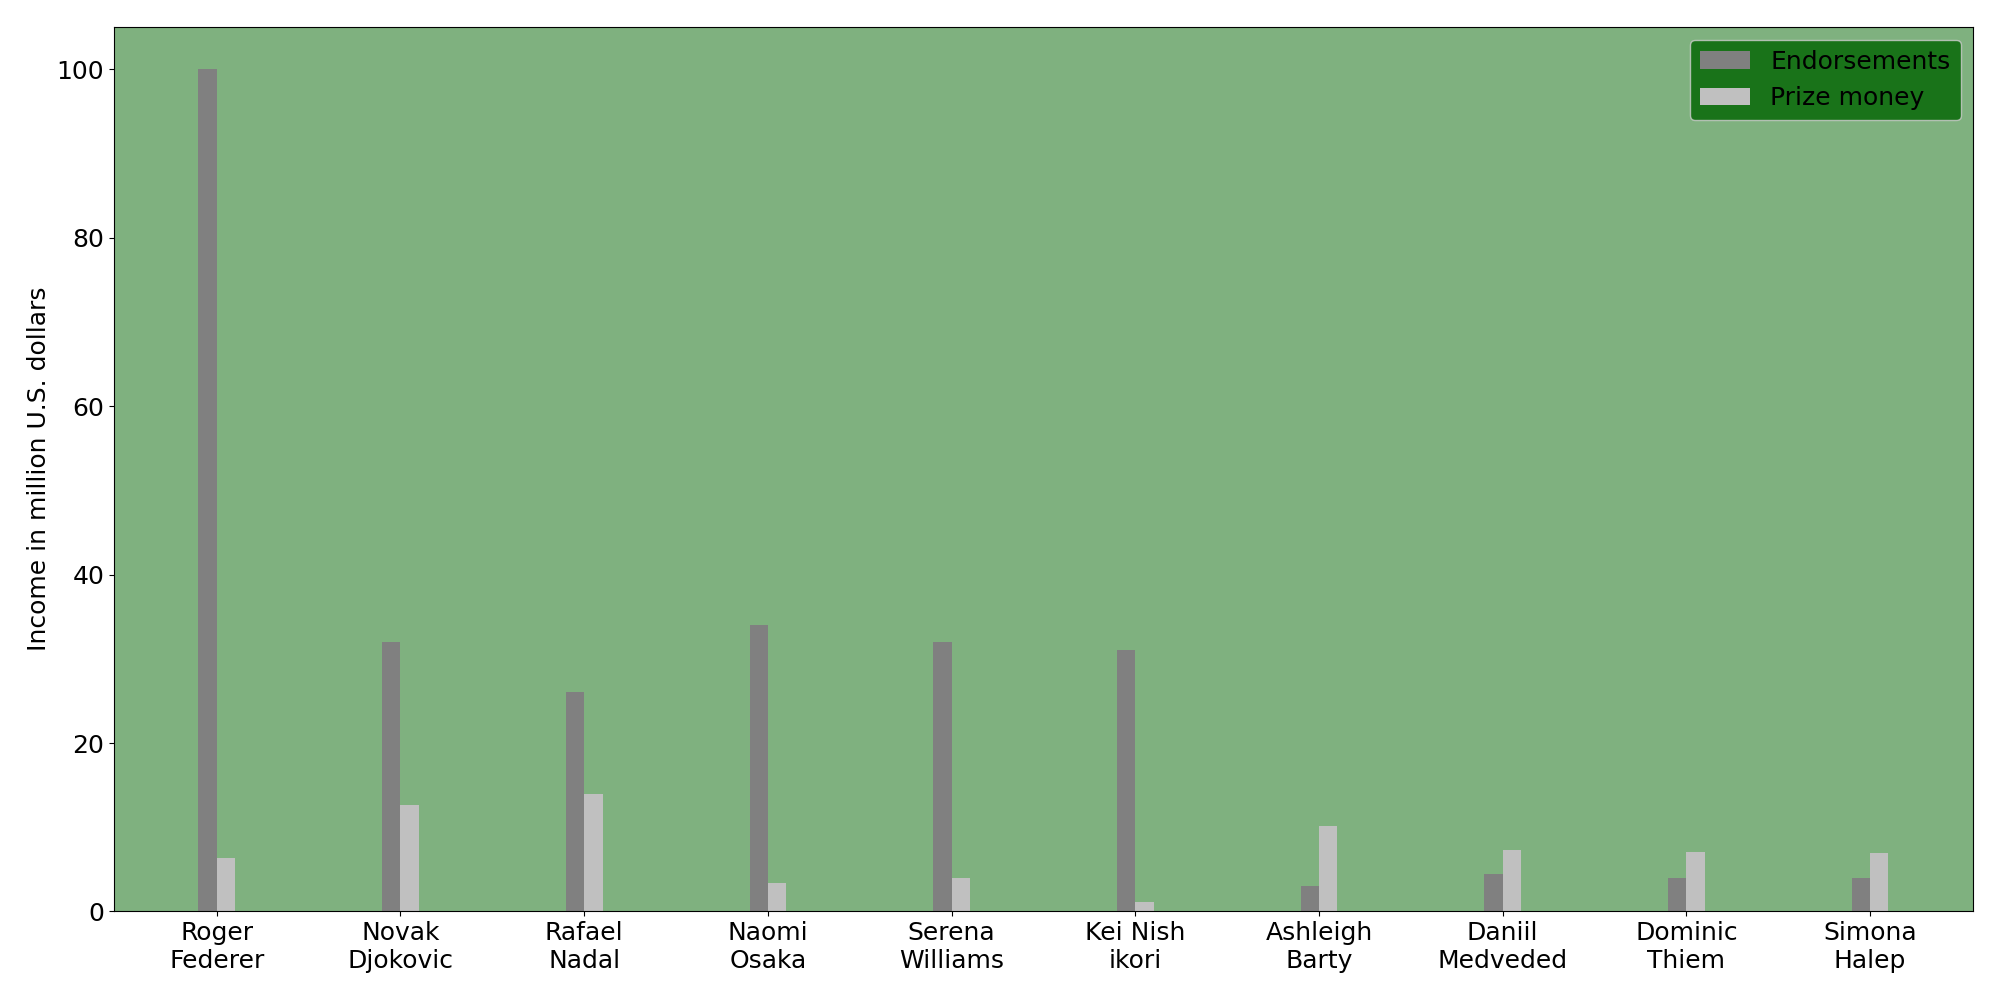 Endorsements
Prize money
Income in million U.S. dollars
100
80
60
40
20
0
Roger
Federer
Novak
Djokovic
Rafael
Nadal
Naomi
Osaka
Serena
Williams
Kei Nish
ikori
Ashleigh
Barty
Daniil
Medveded
Dominic
Thiem
Simona
Halep